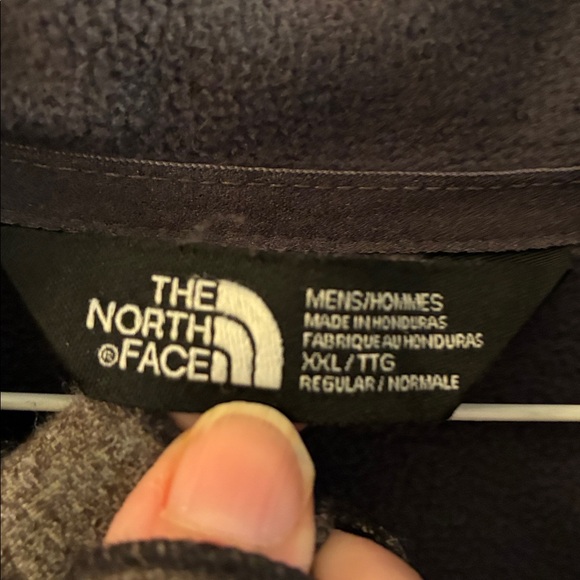 THE
NORTH
®FACE
MENS/HOMMES
MADE IN HONDURAS
FABRIQUE AU HONDURAS
XXL / TTG
REGULAR / NORMALE